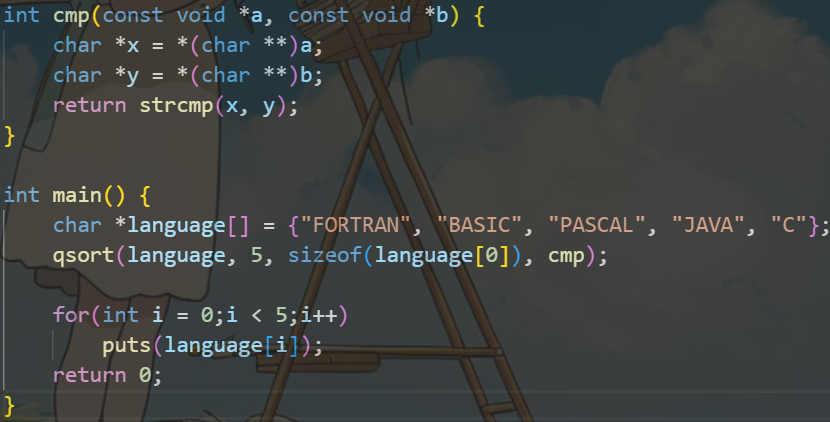 int cmp(const void *a, const void *b) {
    char *x = *(char **)a;
    char *y = *(char **)b;
    return strcmp(x, y);
}
int main() {
    char *language[] = {"FORTRAN", "BASIC", "PASCAL", "JAVA", "C"};
    qsort(language, 5, sizeof(language[0]), cmp);
    for(int i = 0;i < 5;i++)
        puts(language[i]);
    return 0;
}